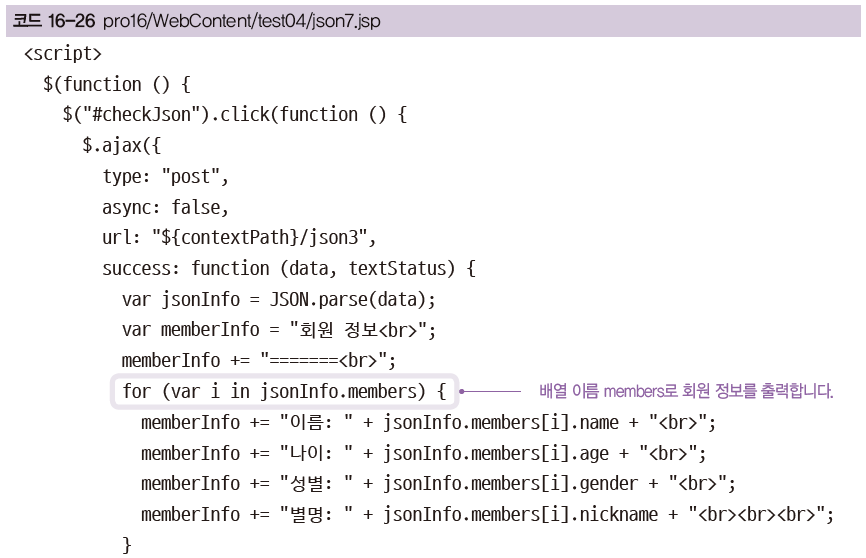 코드 16-26 pro16/WebContent/test04/json7.jsp
<script>
$(function () {
$("#checkJson").click(function () {
$.ajax({
type: "post",
async: false,
url: "${contextPath}/json3",
success: function (data, textStatus) {
var jsonInfo = JSON.parse(data);
var memberInfo = "회원 정보<br>";
memberInfo += "=======<br>";
for (var i in jsonInfo.members) { 배열 이름 members로 회원 정보를 출력합니다.
memberInfo += "이름: " + jsonInfo.members[i].name + "<br>";
memberInfo += "나이: " + jsonInfo.members[i].age + "<br>";
memberInfo += "성별: " + jsonInfo.members[i].gender + "<br>";
memberInfo += "별명: " + jsonInfo.members[i].nickname + "<br><br><br>";
}